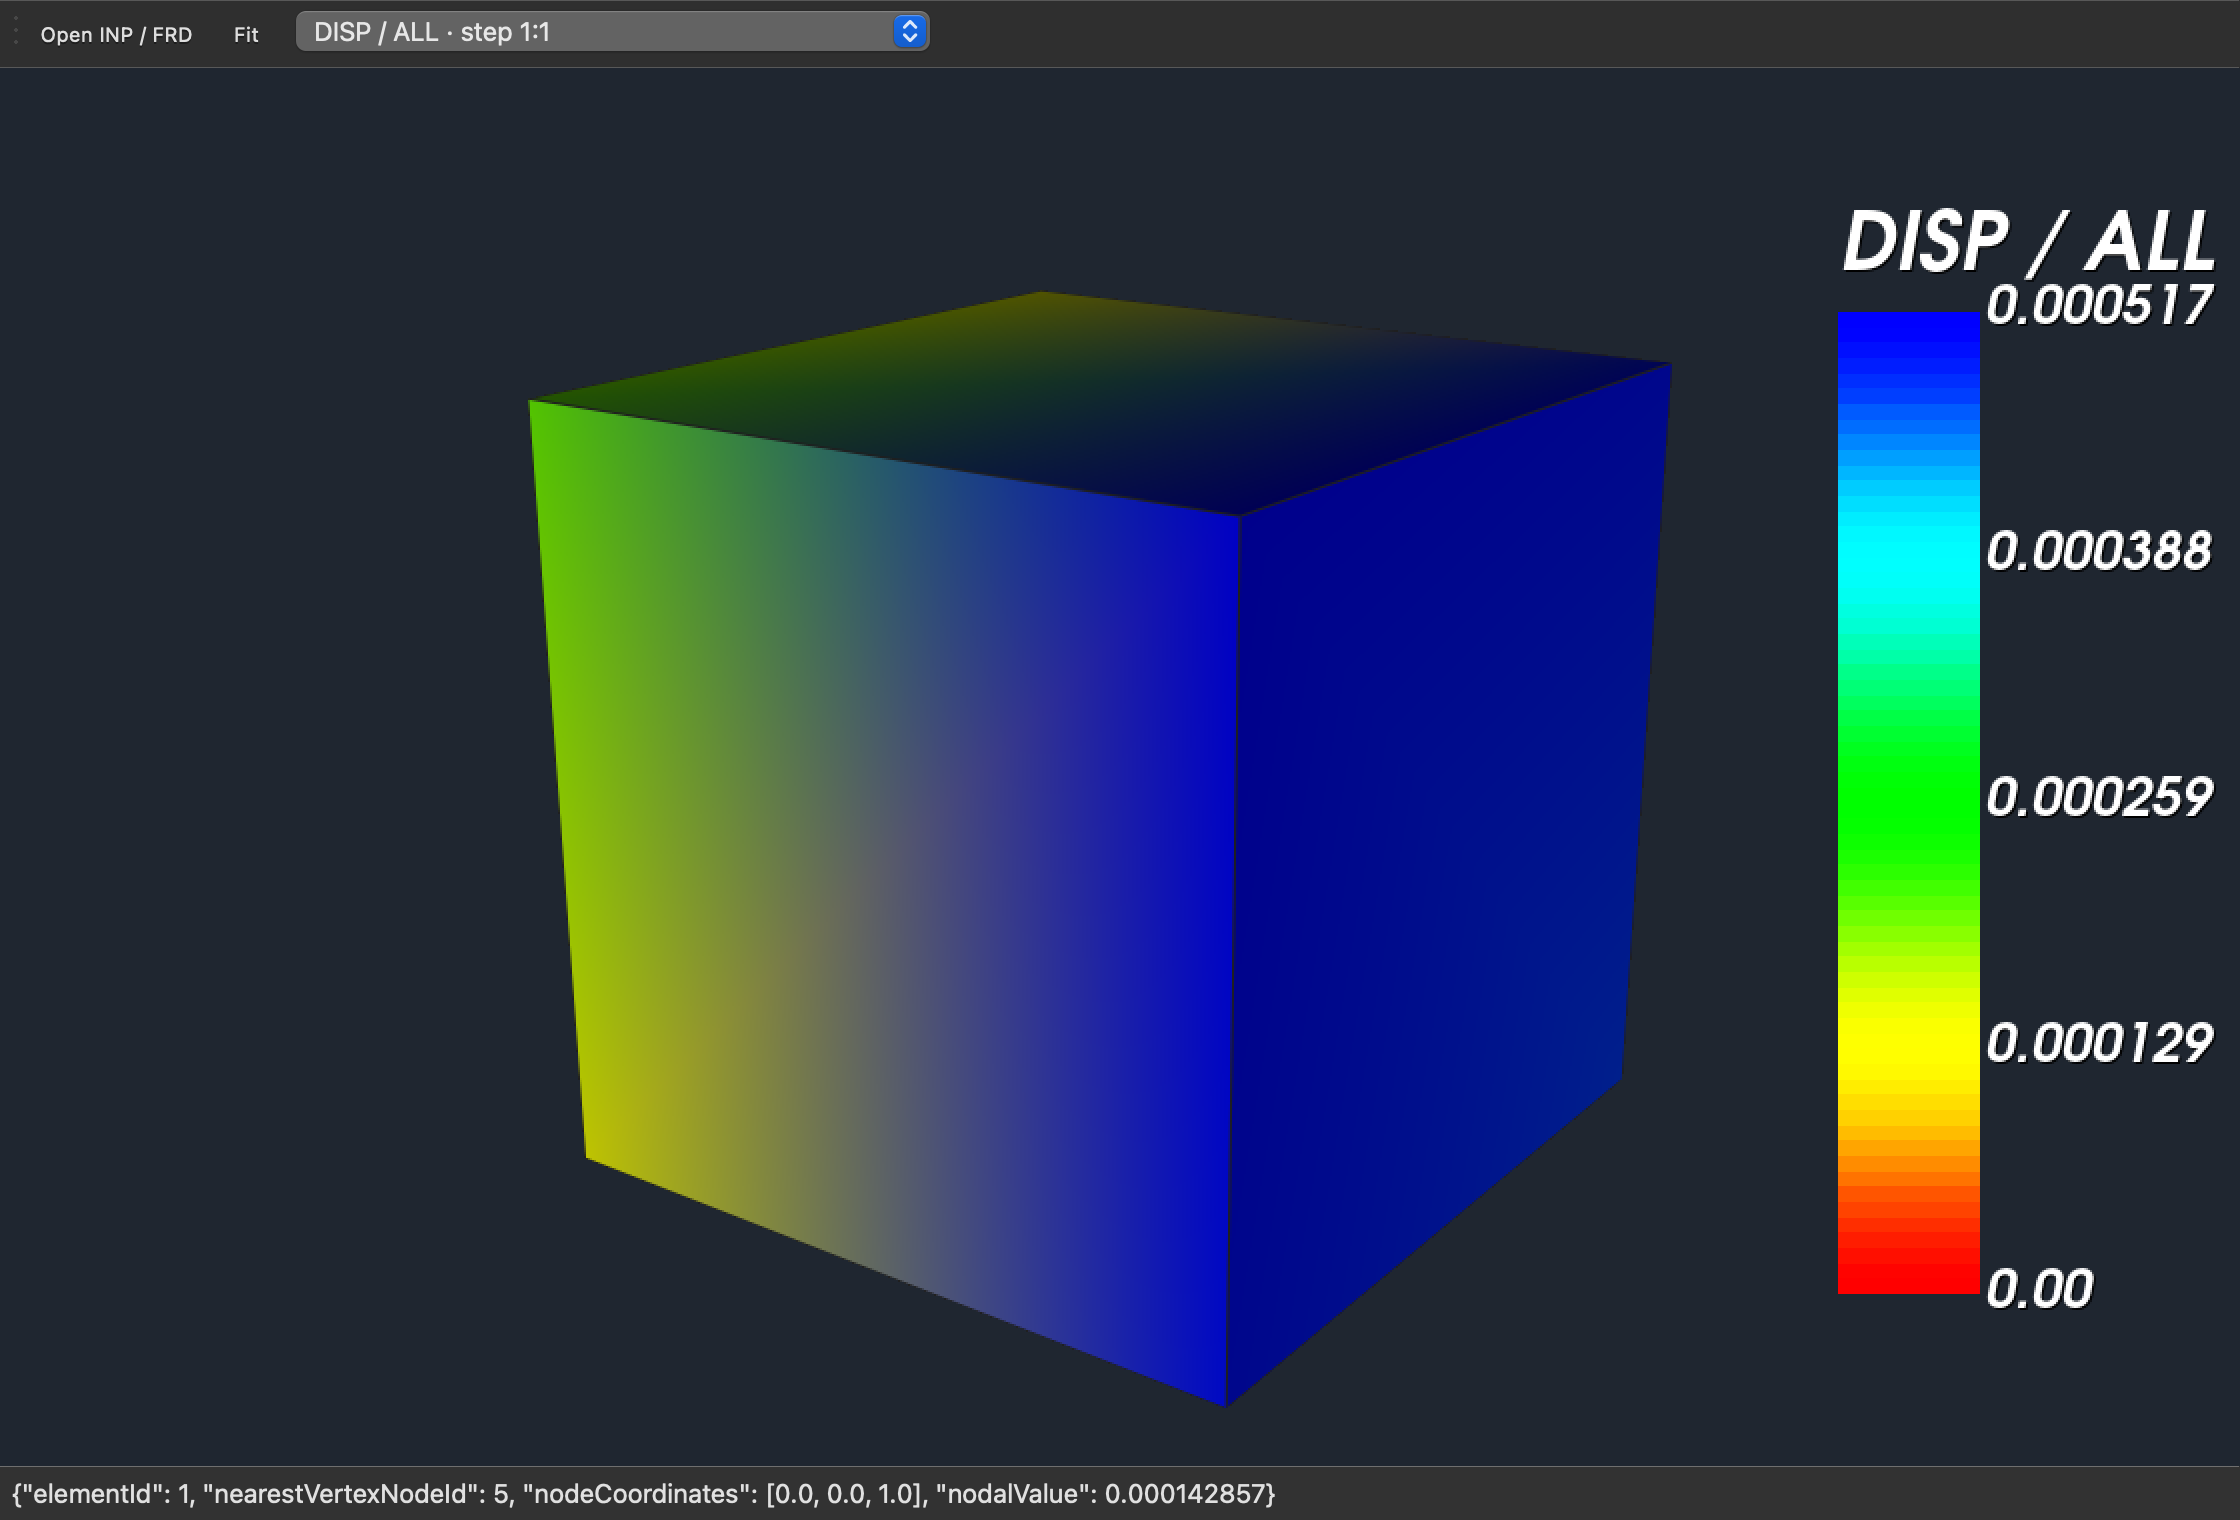 Open INP / FRD Fit DISP / ALL · step 1:1
DISP / ALL
0.000517
0.000388
0.000259
0.000129
0.00
{"elementId": 1, "nearestVertexNodeId": 5, "nodeCoordinates": [0.0, 0.0, 1.0], "nodalValue": 0.000142857}